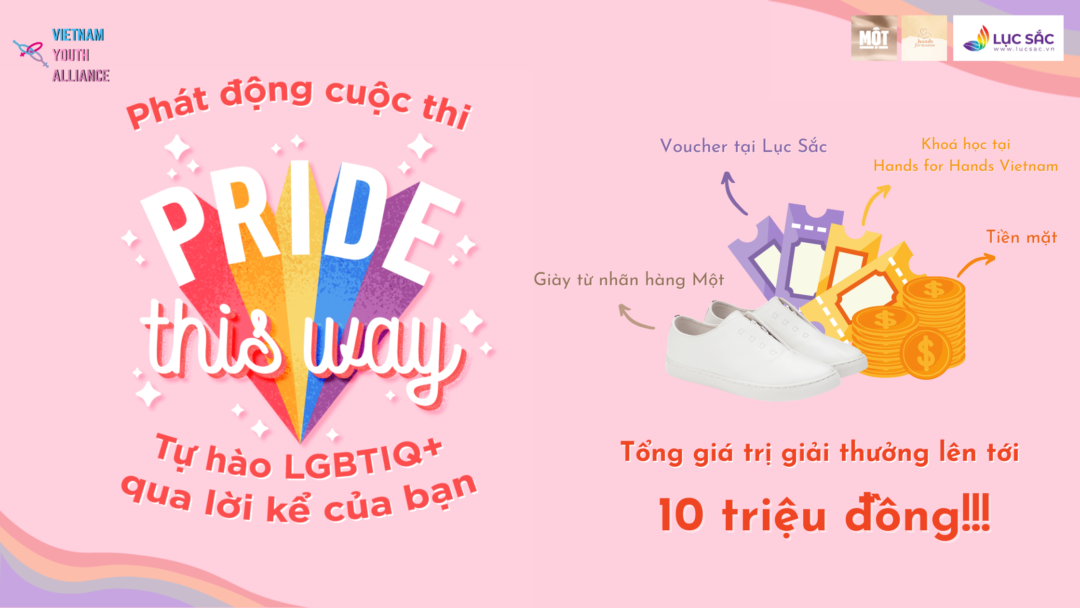 VIETNAM
YOUTH
ALLIANCE
MỘT
LỤC SẮC
www.lucsac.vn
Phát động cuộc thi
PRIDE
this way
Tự hào LGBTIQ+
qua lời kể của bạn
Voucher tại Lục Sắc
Khoá học tại
Hands for Hands Vietnam
Tiền mặt
Giày từ nhãn hàng Một
Tổng giá trị giải thưởng lên tới
10 triệu đồng!!!